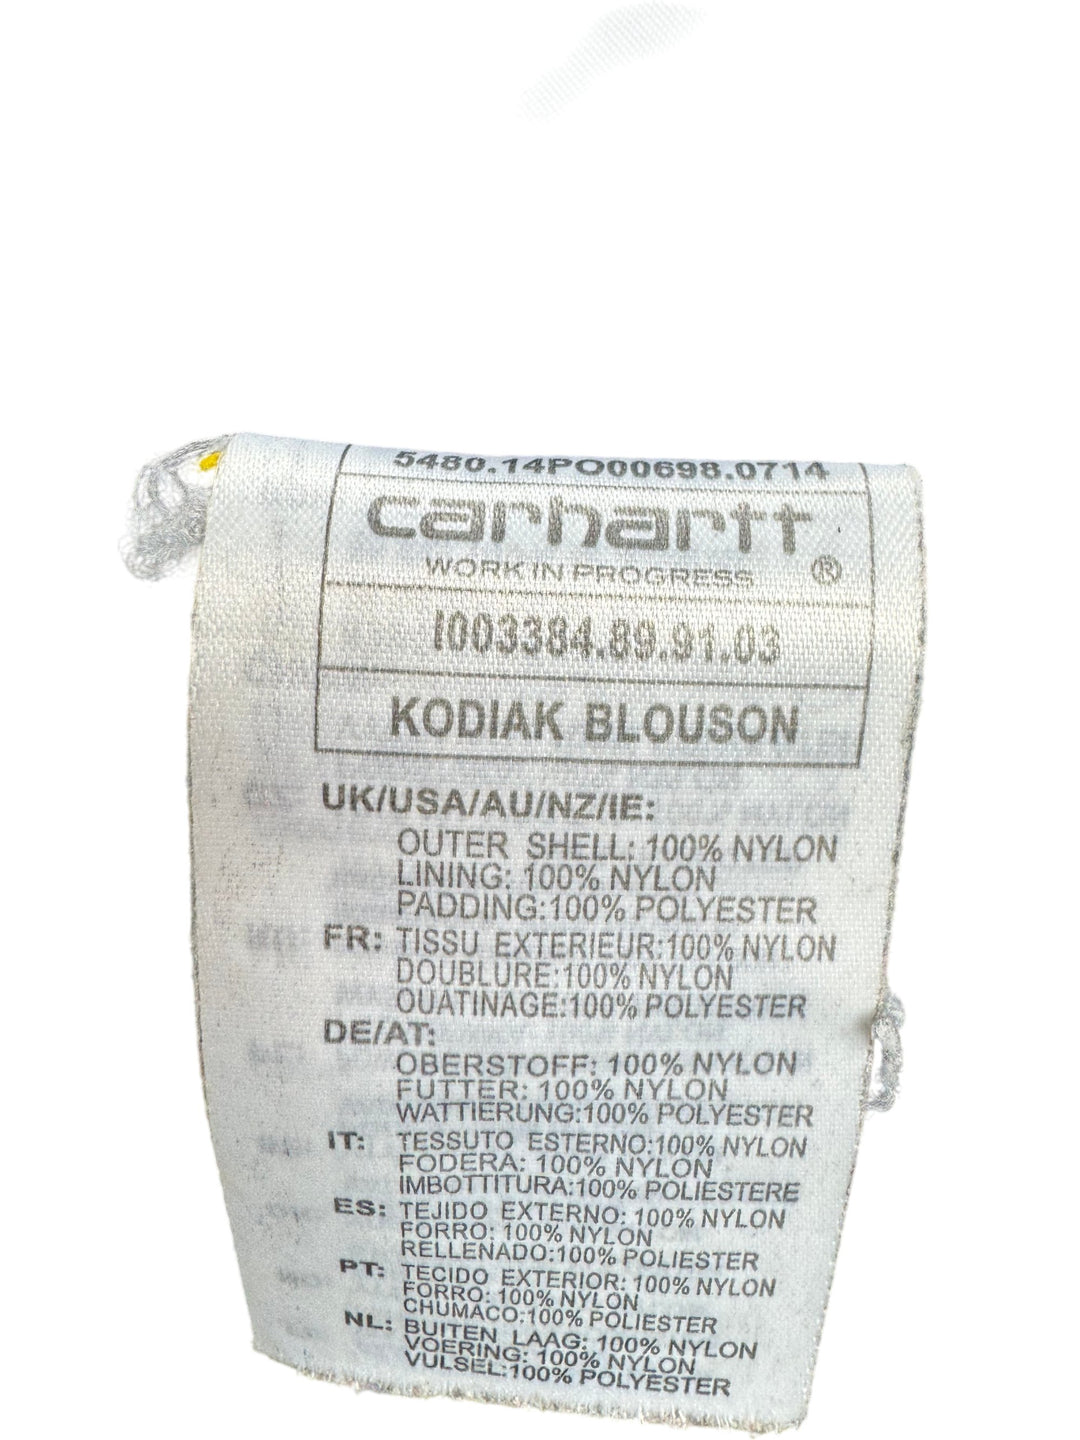 5480.14PO00698.0714
carhartt
WORK IN PROGRESS ®
I003384.89.91.03
KODIAK BLOUSON
UK/USA/AU/NZ/IE:
OUTER SHELL: 100% NYLON
LINING: 100% NYLON
PADDING:100% POLYESTER
FR: TISSU EXTERIEUR:100% NYLON
DOUBLURE:100% NYLON
OUATINAGE:100% POLYESTER
DE/AT:
OBERSTOFF: 100% NYLON
FUTTER: 100% NYLON
WATTIERUNG:100% POLYESTER
IT: TESSUTO ESTERNO:100% NYLON
FODERA: 100% NYLON
IMBOTTITURA:100% POLIESTERE
ES: TEJIDO EXTERNO: 100% NYLON
FORRO: 100% NYLON
RELLENADO:100% POLIESTER
PT: TECIDO EXTERIOR: 100% NYLON
FORRO: 100% NYLON
CHUMACO:100% POLIESTER
NL: BUITEN LAAG: 100% NYLON
VOERING: 100% NYLON
VULSEL:100% POLYESTER